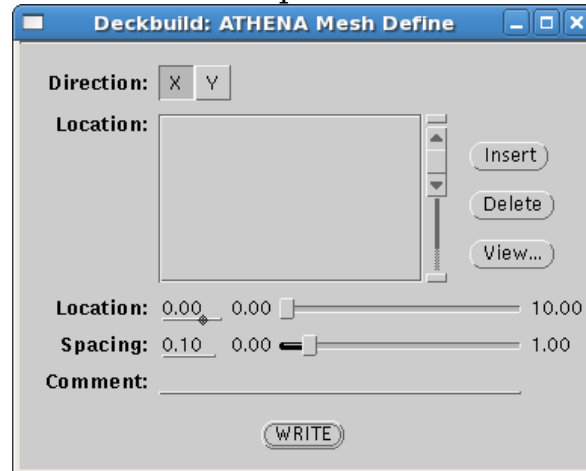 Deckbuild: ATHENA Mesh Define
Direction: X Y
Location:
Insert
Delete
View...
Location: 0.00 0.00 10.00
Spacing: 0.10 0.00 1.00
Comment:
WRITE